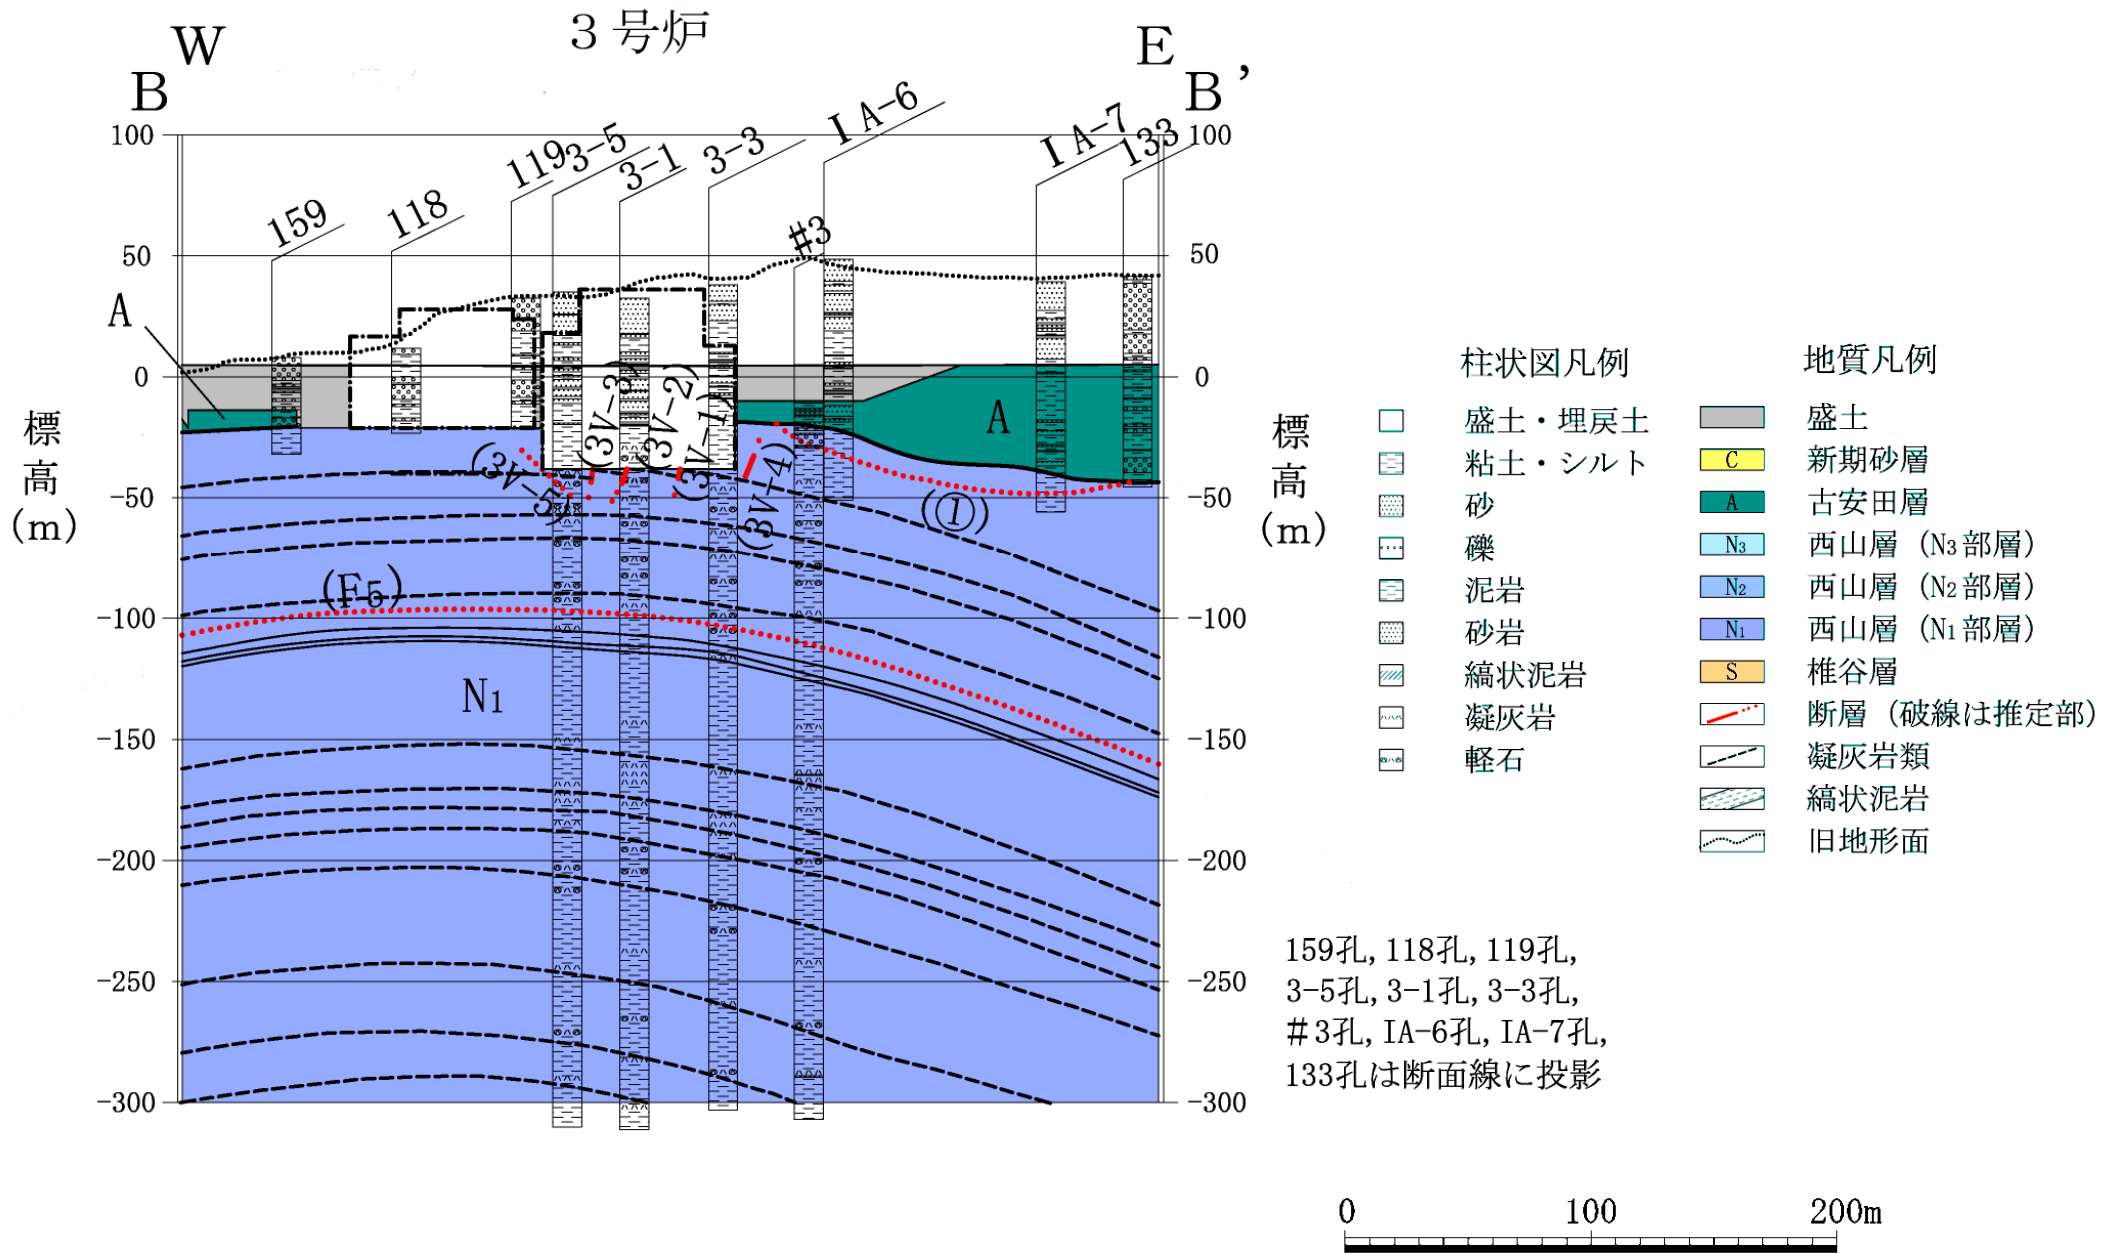 3号炉
W
E
B
B’
159
118
119
3-5
3-1
3-3
IA-6
#3
IA-7
133
100
50
0
-50
-100
-150
-200
-250
-300
100
50
0
-50
-100
-150
-200
-250
-300
標高(m)
標高(m)
A
A
(3V-5)
(3V-3)
(3V-2)
(3V-1)
(3V-4)
(①)
(F5)
N1
柱状図凡例
盛土・埋戻土
粘土・シルト
砂
礫
泥岩
砂岩
縞状泥岩
凝灰岩
軽石
地質凡例
盛土
C 新期砂層
A 古安田層
N3 西山層（N3部層）
N2 西山層（N2部層）
N1 西山層（N1部層）
S 椎谷層
断層（破線は推定部）
凝灰岩類
縞状泥岩
旧地形面
159孔,118孔,119孔,
3-5孔,3-1孔,3-3孔,
#3孔,IA-6孔,IA-7孔,
133孔は断面線に投影
0 100 200m